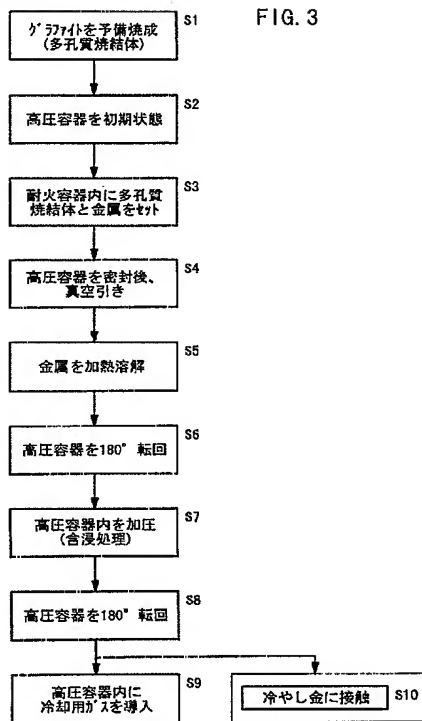 FIG. 3
S1
グラファイトを予備焼成
(多孔質焼結体)
S2
高圧容器を初期状態
S3
耐火容器内に多孔質
焼結体と金属をセット
S4
高圧容器を密封後、
真空引き
S5
金属を加熱溶解
S6
高圧容器を180°転回
S7
高圧容器内を加圧
(含浸処理)
S8
高圧容器を180°転回
S9
高圧容器内に
冷却用ガスを導入
S10
冷やし金に接触